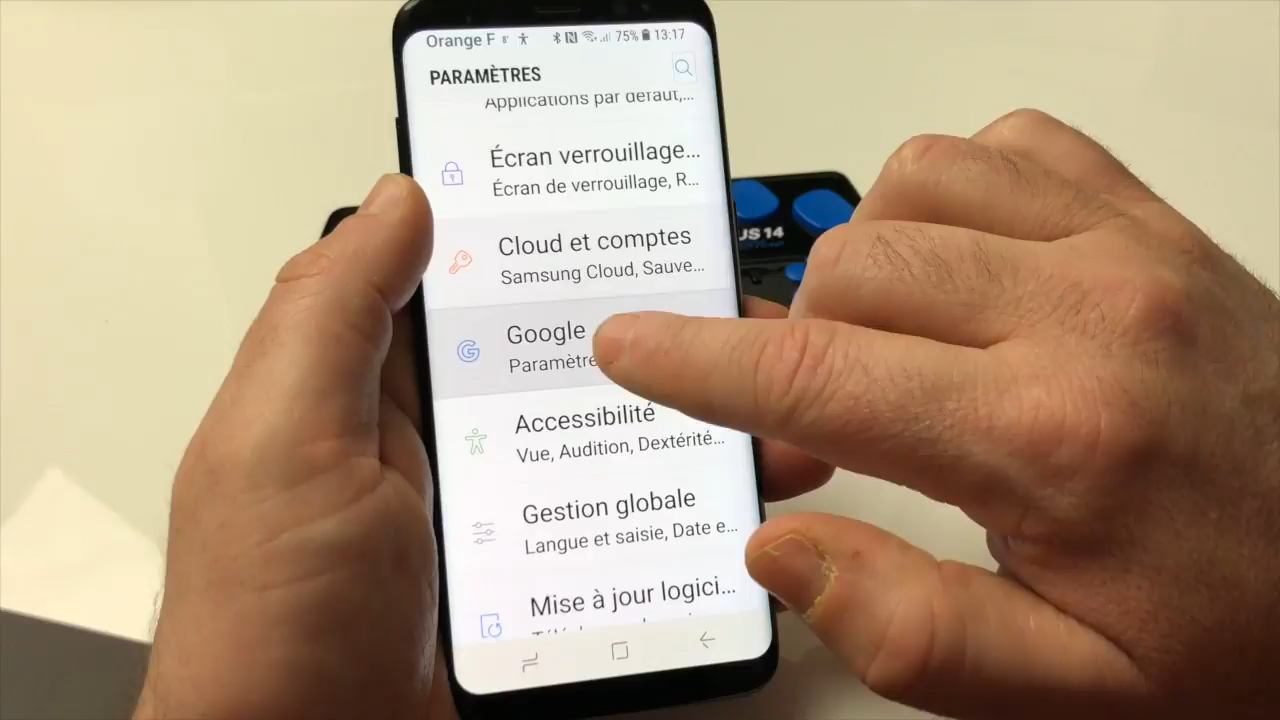 Orange F 75% 13:17
PARAMÈTRES
Applications par défaut,...
Écran verrouillage...
Écran de verrouillage, R...
Cloud et comptes
Samsung Cloud, Sauve...
Google
Paramètre
Accessibilité
Vue, Audition, Dextérité...
Gestion globale
Langue et saisie, Date e...
Mise à jour logici...
US 14